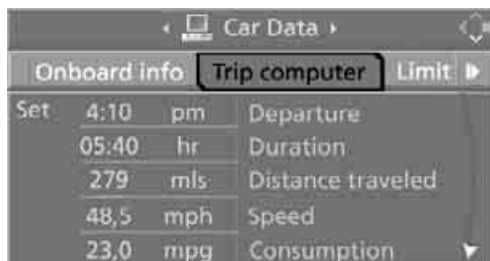 Car Data
Onboard info Trip computer Limit
Set 4:10 pm Departure
05:40 hr Duration
279 mls Distance traveled
48,5 mph Speed
23,0 mpg Consumption